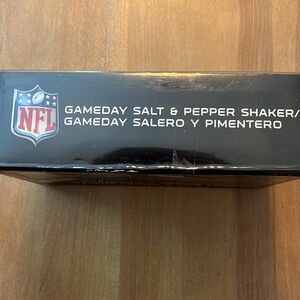 NFL
GAMEDAY SALT & PEPPER SHAKER/
GAMEDAY SALERO Y PIMENTERO